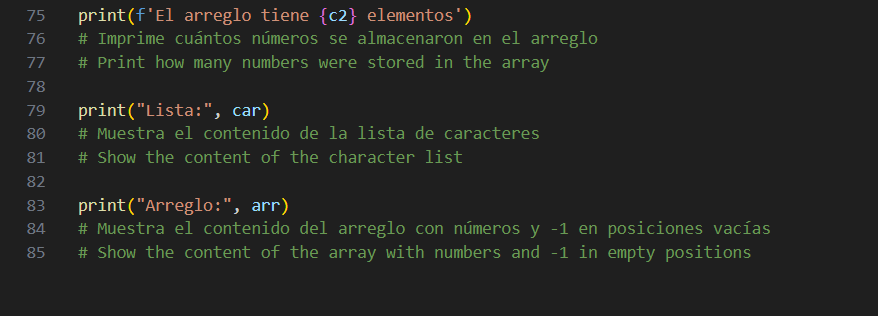 75 print(f'El arreglo tiene {c2} elementos')
76 # Imprime cuántos números se almacenaron en el arreglo
77 # Print how many numbers were stored in the array
78
79 print("Lista:", car)
80 # Muestra el contenido de la lista de caracteres
81 # Show the content of the character list
82
83 print("Arreglo:", arr)
84 # Muestra el contenido del arreglo con números y -1 en posiciones vacías
85 # Show the content of the array with numbers and -1 in empty positions